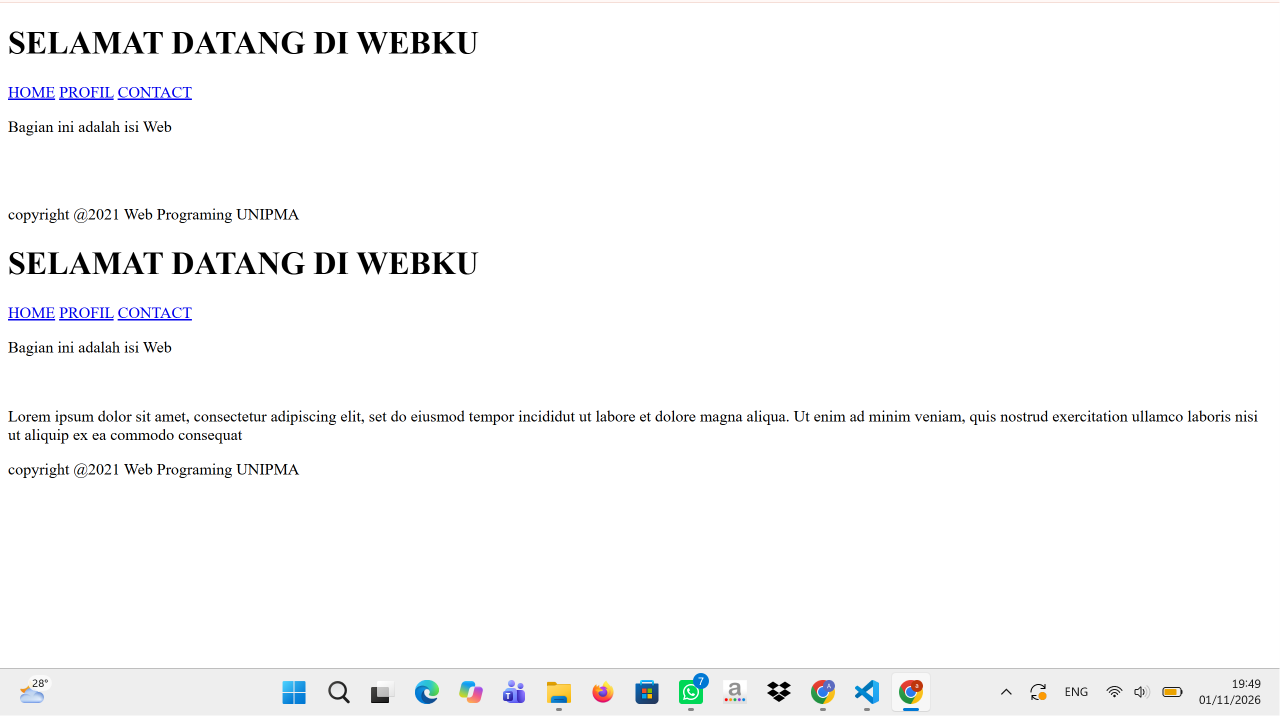 SELAMAT DATANG DI WEBKU
HOME PROFIL CONTACT
Bagian ini adalah isi Web
copyright @2021 Web Programing UNIPMA
SELAMAT DATANG DI WEBKU
HOME PROFIL CONTACT
Bagian ini adalah isi Web
Lorem ipsum dolor sit amet, consectetur adipiscing elit, set do eiusmod tempor incididunt ut labore et dolore magna aliqua. Ut enim ad minim veniam, quis nostrud exercitation ullamco laboris nisi
ut aliquip ex ea commodo consequat
copyright @2021 Web Programing UNIPMA
28°
7
ENG
19:49
01/11/2026